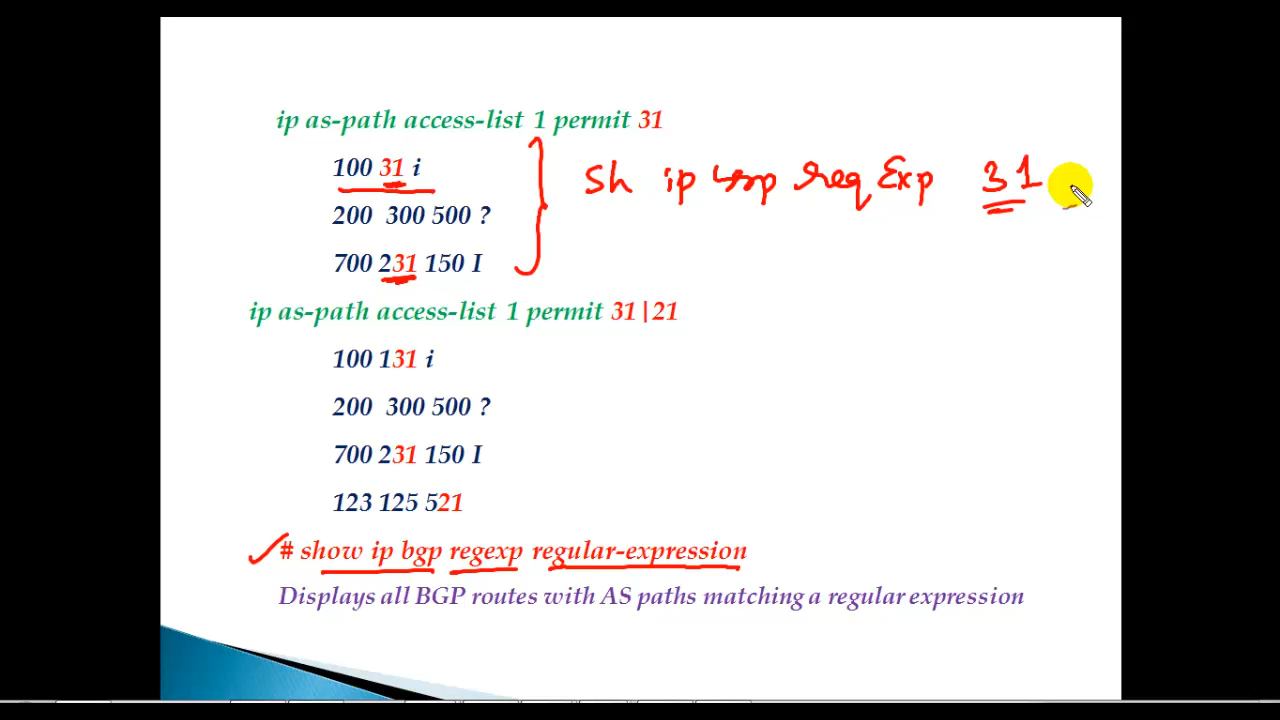 ip as-path access-list 1 permit 31
100 31 i
sh ip bgp reg Exp 31
200 300 500 ?
700 231 150 I
ip as-path access-list 1 permit 31|21
100 131 i
200 300 500 ?
700 231 150 I
123 125 521
# show ip bgp regexp regular-expression
Displays all BGP routes with AS paths matching a regular expression